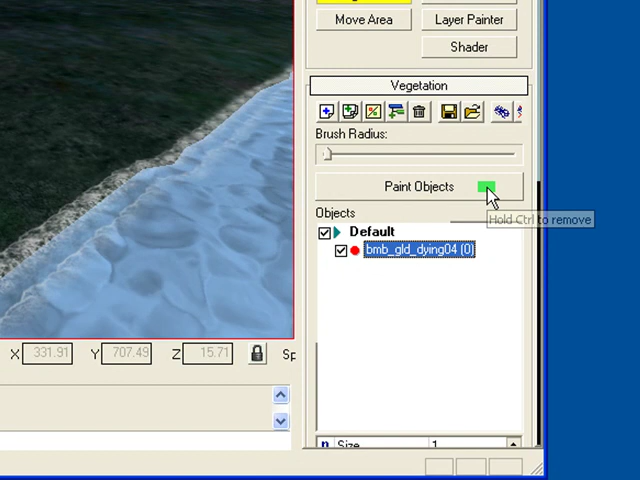 Move Area
Layer Painter
Shader
Vegetation
Brush Radius:
Paint Objects
Hold Ctrl to remove
Objects
Default
bmb_gld_dying04 (0)
X 331.91 Y 707.49 Z 15.71 Sp
Size 1